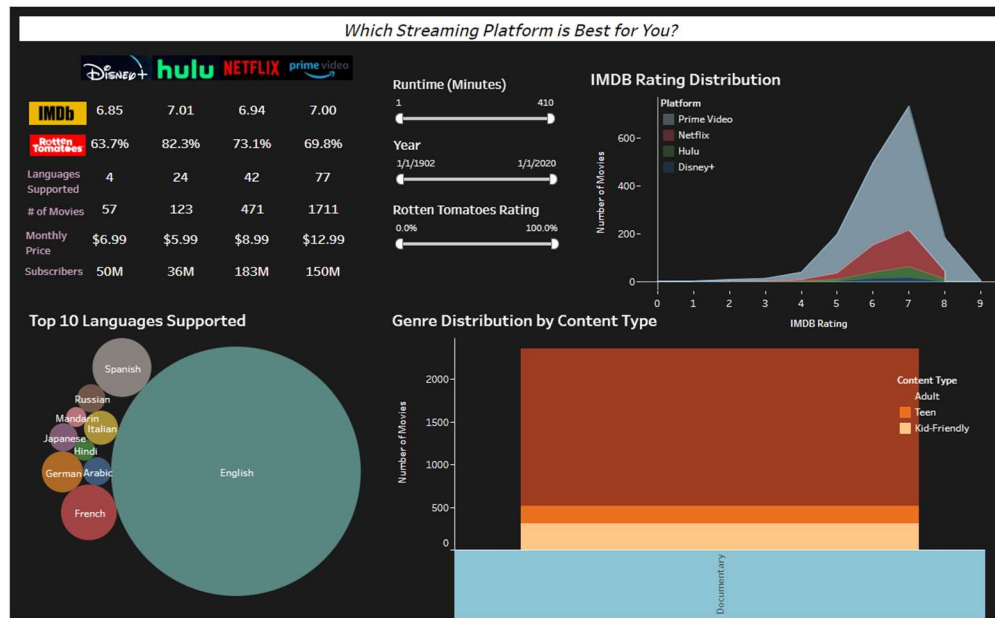 Which Streaming Platform is Best for You?
Disney+ hulu NETFLIX prime video
IMDb 6.85 7.01 6.94 7.00
Rotten Tomatoes 63.7% 82.3% 73.1% 69.8%
Languages Supported 4 24 42 77
# of Movies 57 123 471 1711
Monthly Price $6.99 $5.99 $8.99 $12.99
Subscribers 50M 36M 183M 150M
Runtime (Minutes)
1 410
Year
1/1/1902 1/1/2020
Rotten Tomatoes Rating
0.0% 100.0%
IMDB Rating Distribution
Platform
Prime Video
Netflix
Hulu
Disney+
Number of Movies
600
400
200
0
0 1 2 3 4 5 6 7 8 9
IMDB Rating
Top 10 Languages Supported
Spanish
Russian
Mandarin
Italian
Japanese
Hindi
German
Arabic
French
English
Genre Distribution by Content Type
Content Type
Adult
Teen
Kid-Friendly
Number of Movies
2000
1500
1000
500
0
Documentary